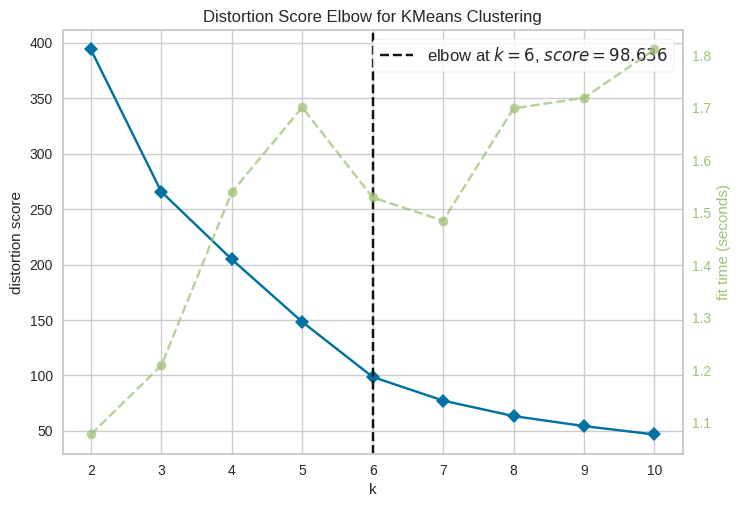 Distortion Score Elbow for KMeans Clustering
elbow at k = 6, score = 98.636
400
350
300
250
200
150
100
50
distortion score
1.8
1.7
1.6
1.5
1.4
1.3
1.2
1.1
fit time (seconds)
2 3 4 5 6 7 8 9 10
k